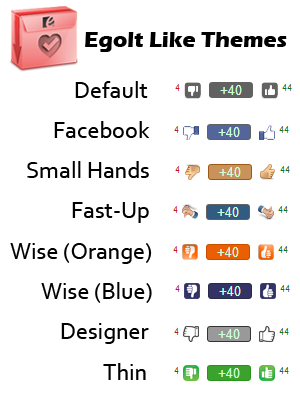 EgoIt Like Themes
Default 4 +40 44
Facebook 4 +40 44
Small Hands 4 +40 44
Fast-Up 4 +40 44
Wise (Orange) 4 +40 44
Wise (Blue) 4 +40 44
Designer 4 +40 44
Thin 4 +40 44